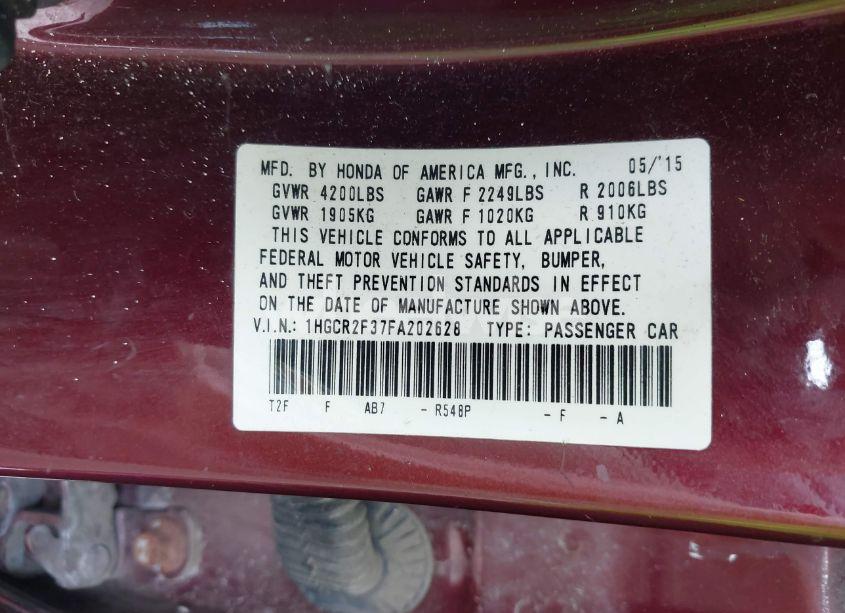 MFD. BY HONDA OF AMERICA MFG., INC. 05/'15
GVWR 4200LBS GAWR F 2249LBS R 2006LBS
GVWR 1905KG GAWR F 1020KG R 910KG
THIS VEHICLE CONFORMS TO ALL APPLICABLE
FEDERAL MOTOR VEHICLE SAFETY, BUMPER,
AND THEFT PREVENTION STANDARDS IN EFFECT
ON THE DATE OF MANUFACTURE SHOWN ABOVE.
V.I.N.: 1HGCR2F37FA202628 TYPE: PASSENGER CAR
T2F F AB7 - R548P - F - A